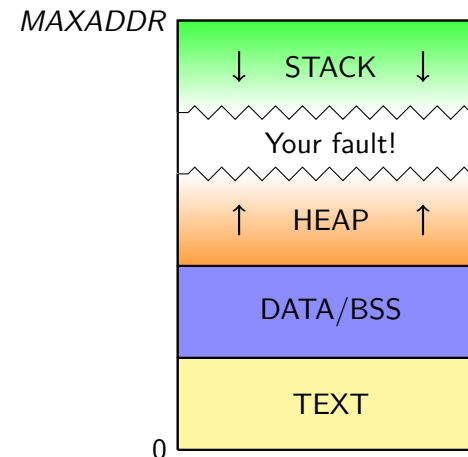 MAXADDR
↓ STACK ↓
Your fault!
↑ HEAP ↑
DATA/BSS
TEXT
0